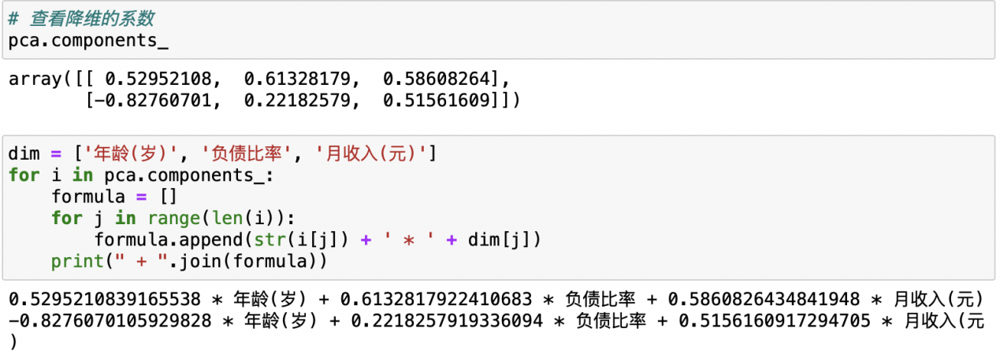 # 查看降维的系数
pca.components_
array([[ 0.52952108,  0.61328179,  0.58608264],
       [-0.82760701,  0.22182579,  0.51561609]])
dim = ['年龄(岁)', '负债比率', '月收入(元)']
for i in pca.components_:
    formula = []
    for j in range(len(i)):
        formula.append(str(i[j]) + ' * ' + dim[j])
    print(" + ".join(formula))
0.5295210839165538 * 年龄(岁) + 0.6132817922410683 * 负债比率 + 0.5860826434841948 * 月收入(元)
-0.8276070105929828 * 年龄(岁) + 0.2218257919336094 * 负债比率 + 0.5156160917294705 * 月收入(元
)